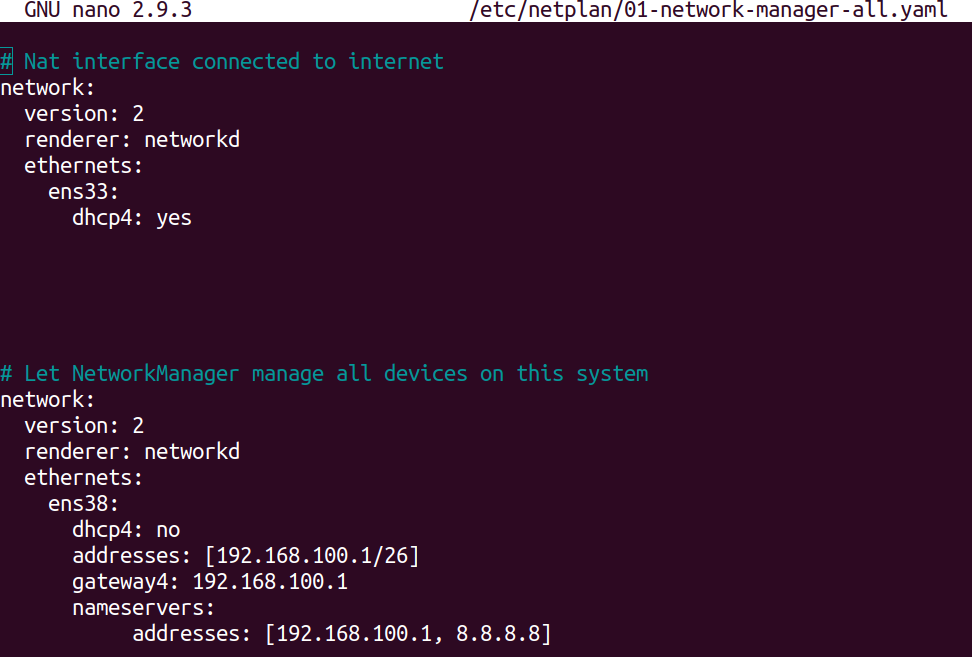 GNU nano 2.9.3 /etc/netplan/01-network-manager-all.yaml
# Nat interface connected to internet
network:
  version: 2
  renderer: networkd
  ethernets:
    ens33:
      dhcp4: yes
# Let NetworkManager manage all devices on this system
network:
  version: 2
  renderer: networkd
  ethernets:
    ens38:
      dhcp4: no
      addresses: [192.168.100.1/26]
      gateway4: 192.168.100.1
      nameservers:
           addresses: [192.168.100.1, 8.8.8.8]